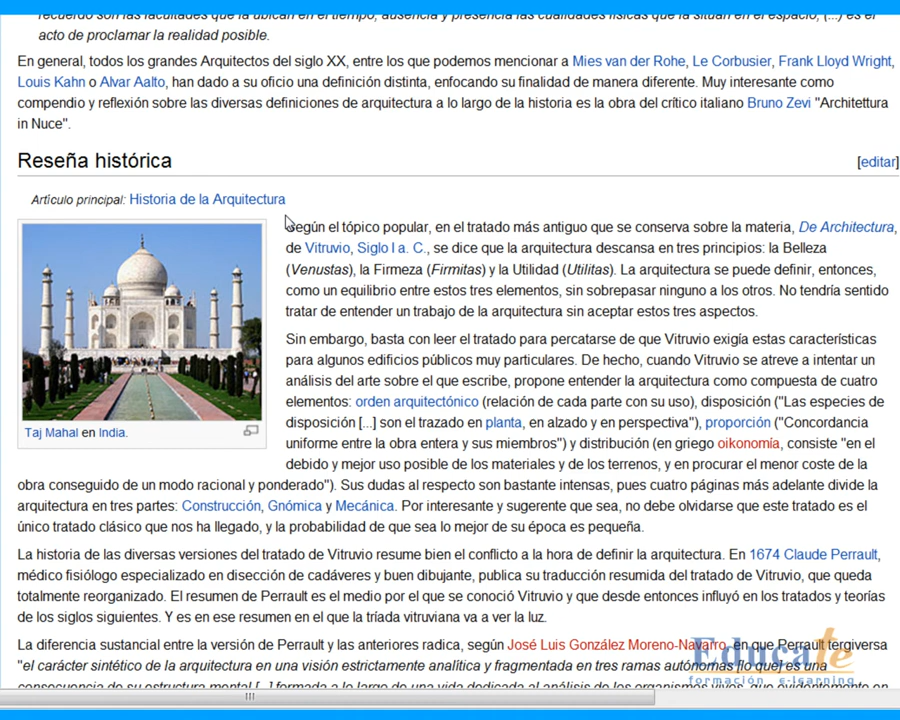 recuerdo son las facultades que la ubican en el tiempo, ausencia y presencia las cualidades físicas que la sitúan en el espacio, (...) es el
acto de proclamar la realidad posible.
En general, todos los grandes Arquitectos del siglo XX, entre los que podemos mencionar a Mies van der Rohe, Le Corbusier, Frank Lloyd Wright,
Louis Kahn o Alvar Aalto, han dado a su oficio una definición distinta, enfocando su finalidad de manera diferente. Muy interesante como
compendio y reflexión sobre las diversas definiciones de arquitectura a lo largo de la historia es la obra del crítico italiano Bruno Zevi "Architettura
in Nuce".
Reseña histórica
[editar]
Artículo principal: Historia de la Arquitectura
Según el tópico popular, en el tratado más antiguo que se conserva sobre la materia, De Architectura,
de Vitruvio, Siglo I a. C., se dice que la arquitectura descansa en tres principios: la Belleza
(Venustas), la Firmeza (Firmitas) y la Utilidad (Utilitas). La arquitectura se puede definir, entonces,
como un equilibrio entre estos tres elementos, sin sobrepasar ninguno a los otros. No tendría sentido
tratar de entender un trabajo de la arquitectura sin aceptar estos tres aspectos.
Sin embargo, basta con leer el tratado para percatarse de que Vitruvio exigía estas características
para algunos edificios públicos muy particulares. De hecho, cuando Vitruvio se atreve a intentar un
análisis del arte sobre el que escribe, propone entender la arquitectura como compuesta de cuatro
elementos: orden arquitectónico (relación de cada parte con su uso), disposición ("Las especies de
disposición [...] son el trazado en planta, en alzado y en perspectiva"), proporción ("Concordancia
uniforme entre la obra entera y sus miembros") y distribución (en griego oikonomía, consiste "en el
Taj Mahal en India.
debido y mejor uso posible de los materiales y de los terrenos, y en procurar el menor coste de la
obra conseguido de un modo racional y ponderado"). Sus dudas al respecto son bastante intensas, pues cuatro páginas más adelante divide la
arquitectura en tres partes: Construcción, Gnómica y Mecánica. Por interesante y sugerente que sea, no debe olvidarse que este tratado es el
único tratado clásico que nos ha llegado, y la probabilidad de que sea lo mejor de su época es pequeña.
La historia de las diversas versiones del tratado de Vitruvio resume bien el conflicto a la hora de definir la arquitectura. En 1674 Claude Perrault,
médico fisiólogo especializado en disección de cadáveres y buen dibujante, publica su traducción resumida del tratado de Vitruvio, que queda
totalmente reorganizado. El resumen de Perrault es el medio por el que se conoció Vitruvio y que desde entonces influyó en los tratados y teorías
de los siglos siguientes. Y es en ese resumen en el que la tríada vitruviana va a ver la luz.
La diferencia sustancial entre la versión de Perrault y las anteriores radica, según José Luis González Moreno-Navarro, en que Perrault tergiversa
"el carácter sintético de la arquitectura en una visión estrictamente analítica y fragmentada en tres ramas autónomas [lo que] es una
Educate
formación e-learning